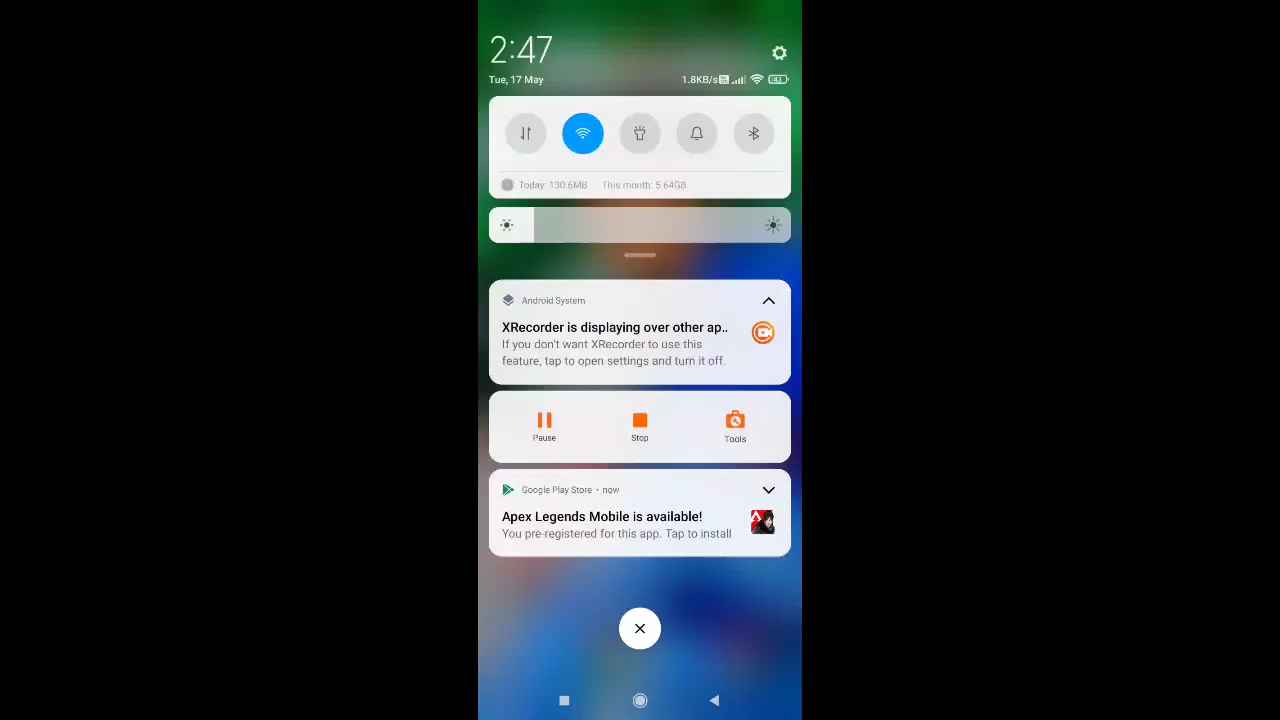 2:47
Tue, 17 May
1.8KB/s
43
Today: 130.6MB This month: 5.64GB
Android System
XRecorder is displaying over other ap..
If you don't want XRecorder to use this
feature, tap to open settings and turn it off.
Pause Stop Tools
Google Play Store • now
Apex Legends Mobile is available!
You pre-registered for this app. Tap to install